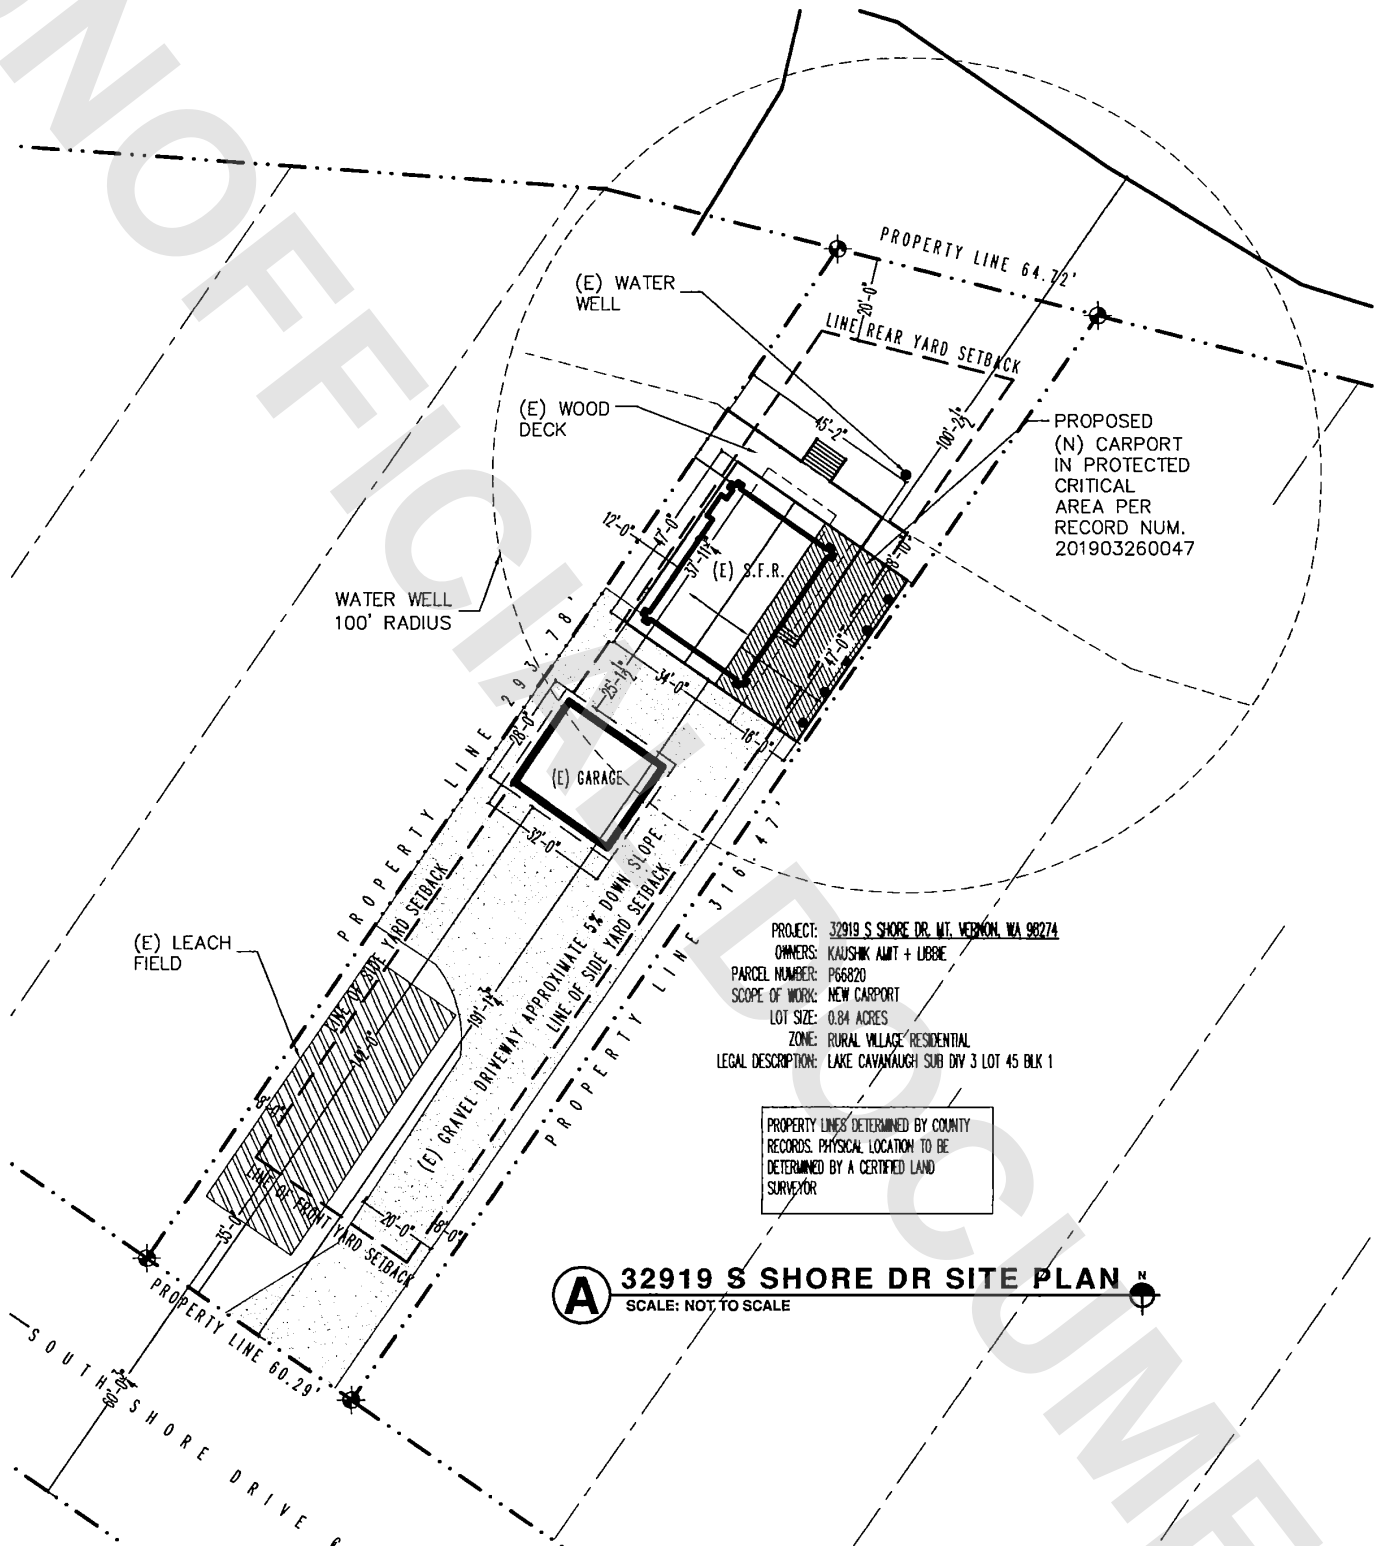 UNOFFICIAL DOCUME
PROPERTY LINE 64.72'
20'-0"
(E) WATER
WELL
LINE REAR YARD SETBACK
(E) WOOD
DECK
45'-2"
100'-2½"
PROPOSED
(N) CARPORT
IN PROTECTED
CRITICAL
AREA PER
RECORD NUM.
201903260047
12'-0"
47'-0"
(E) S.F.R.
8'-10"
WATER WELL
100' RADIUS
47'-0"
34'-0"
25'-1½"
16'-0"
28'-0"
(E) GARAGE
32'-0"
PROPERTY LINE 293.78'
PROPERTY LINE 316.47'
LINE OF SIDE YARD SETBACK
(E) GRAVEL DRIVEWAY APPROXIMATE 5% DOWN SLOPE
LINE OF SIDE YARD SETBACK
(E) LEACH
FIELD
142'-0"
8'-0"
LINE OF FRONT YARD SETBACK
20'-0"
8'-0"
PROPERTY LINE 60.29'
SOUTH SHORE DRIVE
PROJECT: 32919 S SHORE DR, MT. VERNON, WA 98274
OWNERS: KAUSHIK AMIT + LIBBIE
PARCEL NUMBER: P66820
SCOPE OF WORK: NEW CARPORT
LOT SIZE: 0.84 ACRES
ZONE: RURAL VILLAGE RESIDENTIAL
LEGAL DESCRIPTION: LAKE CAVANAUGH SUB DIV 3 LOT 45 BLK 1
PROPERTY LINES DETERMINED BY COUNTY
RECORDS. PHYSICAL LOCATION TO BE
DETERMINED BY A CERTIFIED LAND
SURVEYOR
A 32919 S SHORE DR SITE PLAN N
SCALE: NOT TO SCALE